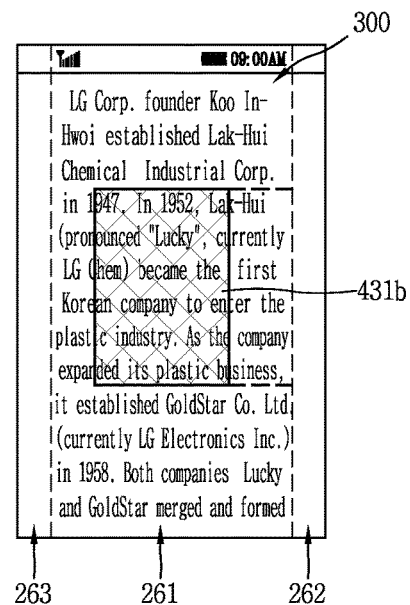 300
09:00AM
LG Corp. founder Koo In-
Hwoi established Lak-Hui
Chemical Industrial Corp.
in 1947. In 1952, Lak-Hui
(pronounced "Lucky", currently
LG Chem) became the first
Korean company to enter the
plastic industry. As the company
expanded its plastic business,
it established GoldStar Co. Ltd
(currently LG Electronics Inc.)
in 1958. Both companies Lucky
and GoldStar merged and formed
431b
263
261
262